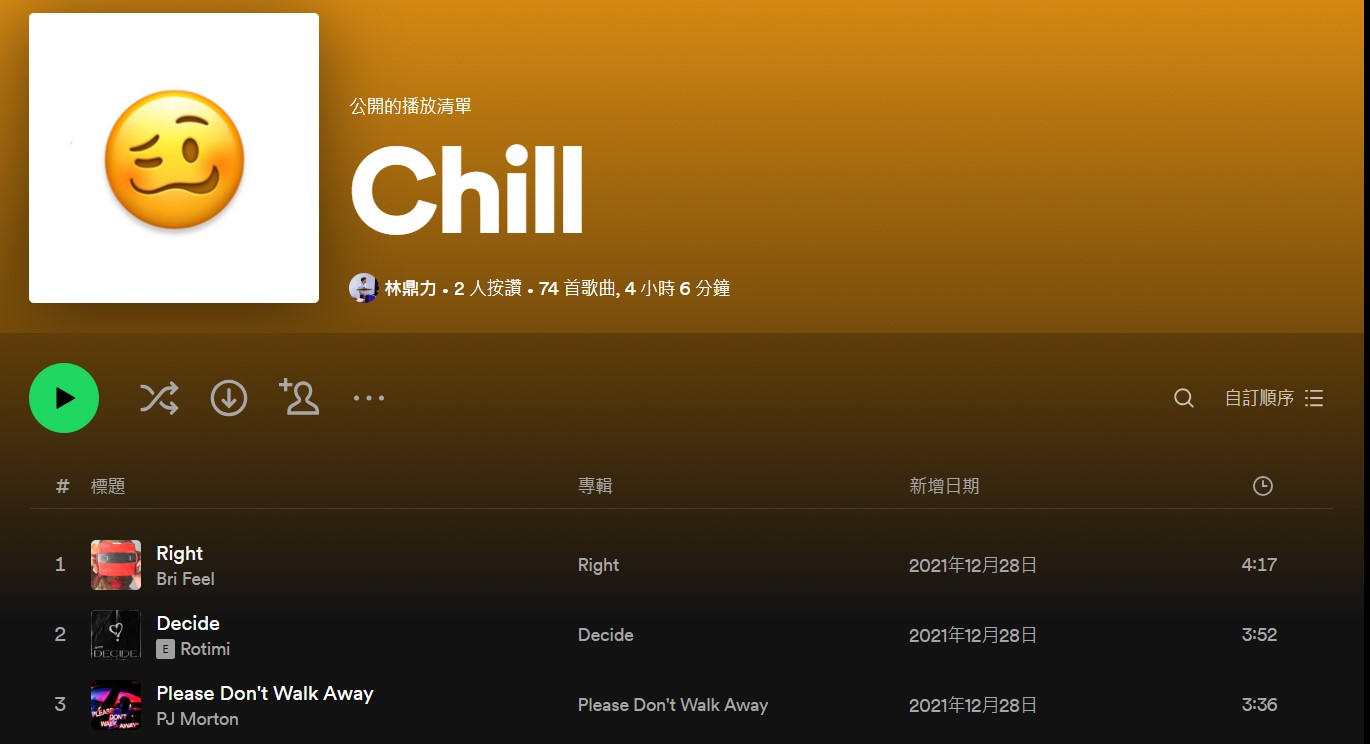 公開的播放清單
Chill
林鼎力 • 2 人按讚 • 74 首歌曲, 4 小時 6 分鐘
自訂順序
# 標題 專輯 新增日期
1 Right Right 2021年12月28日 4:17
Bri Feel
2 Decide Decide 2021年12月28日 3:52
E Rotimi
DECIDE
3 Please Don't Walk Away Please Don't Walk Away 2021年12月28日 3:36
PJ Morton
PLEASE
DON'T
WALK AWAY